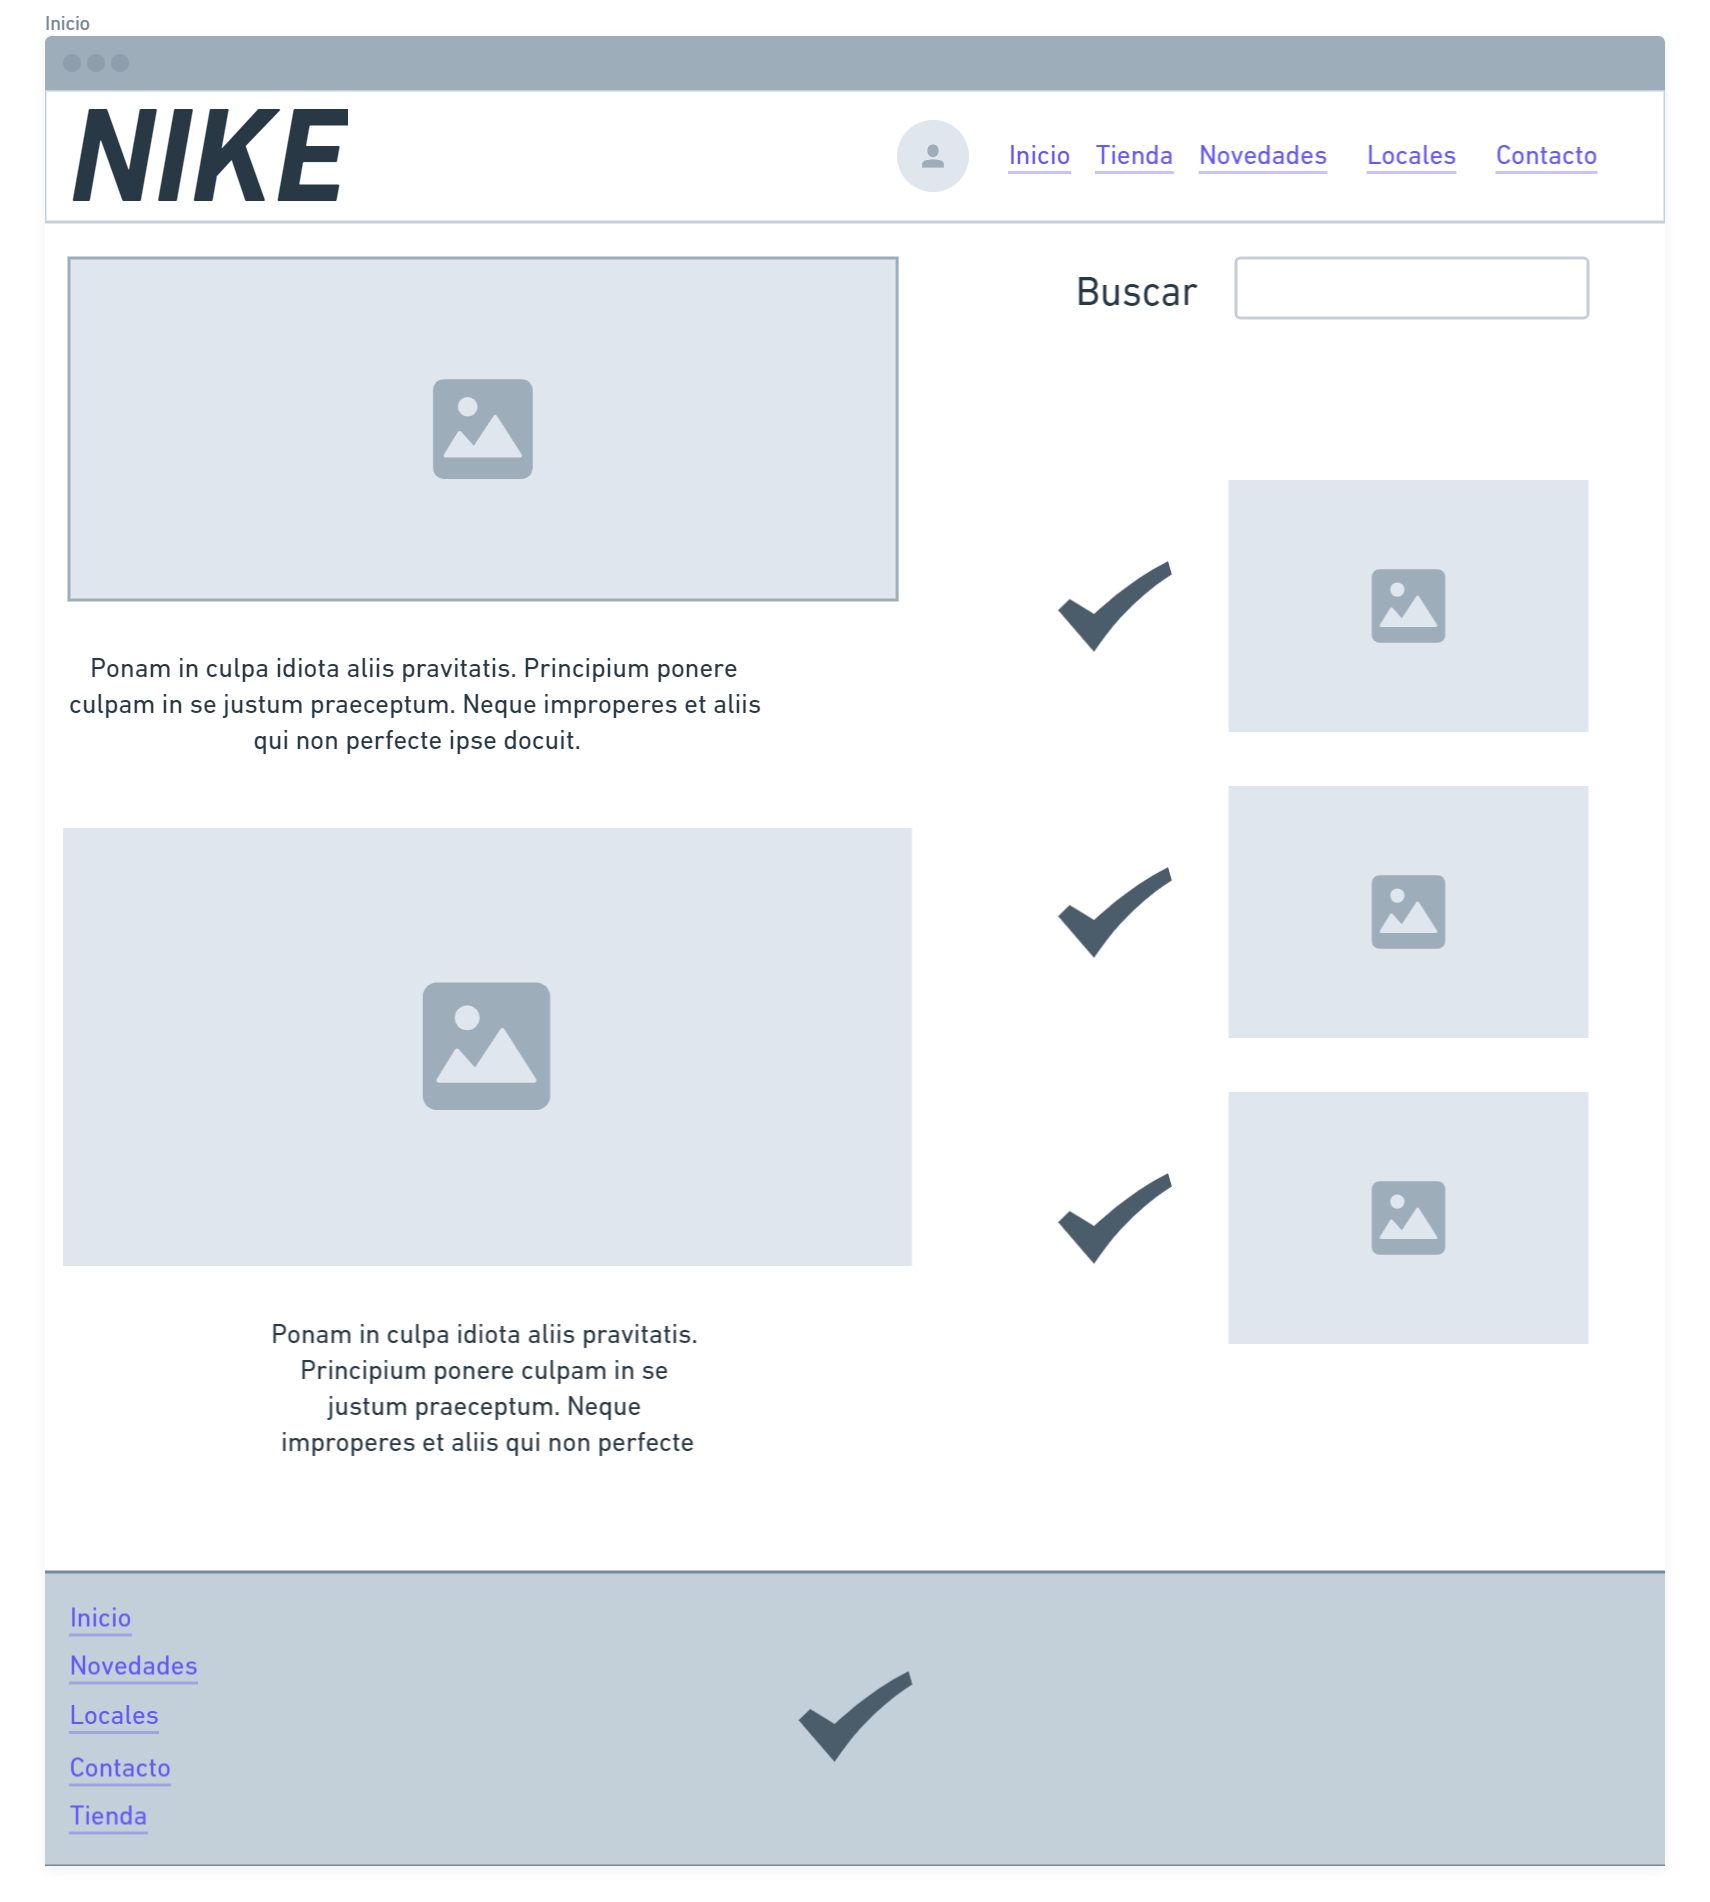 Inicio
NIKE
Inicio Tienda Novedades Locales Contacto
Buscar
Ponam in culpa idiota aliis pravitatis. Principium ponere
culpam in se justum praeceptum. Neque improperes et aliis
qui non perfecte ipse docuit.
Ponam in culpa idiota aliis pravitatis.
Principium ponere culpam in se
justum praeceptum. Neque
improperes et aliis qui non perfecte
Inicio
Novedades
Locales
Contacto
Tienda